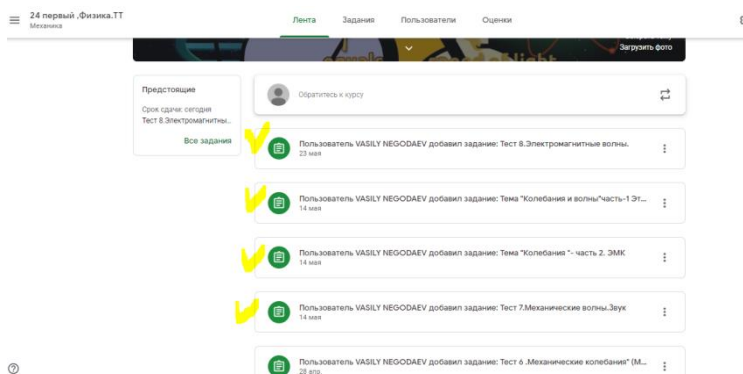 24 первый ,Физика.ТТ
Механика
Лента Задания Пользователи Оценки
Загрузить фото
Предстоящие
Срок сдачи: сегодня
Тест 8.Электромагнитны...
Все задания
Обратитесь к курсу
Пользователь VASILY NEGODAEV добавил задание: Тест 8.Электромагнитные волны.
23 мая
Пользователь VASILY NEGODAEV добавил задание: Тема "Колебания и волны"часть-1 Эт...
14 мая
Пользователь VASILY NEGODAEV добавил задание: Тема "Колебания "- часть 2. ЭМК
14 мая
Пользователь VASILY NEGODAEV добавил задание: Тест 7.Механические волны.Звук
14 мая
Пользователь VASILY NEGODAEV добавил задание: Тест 6 .Механические колебания" (М...
28 апр.